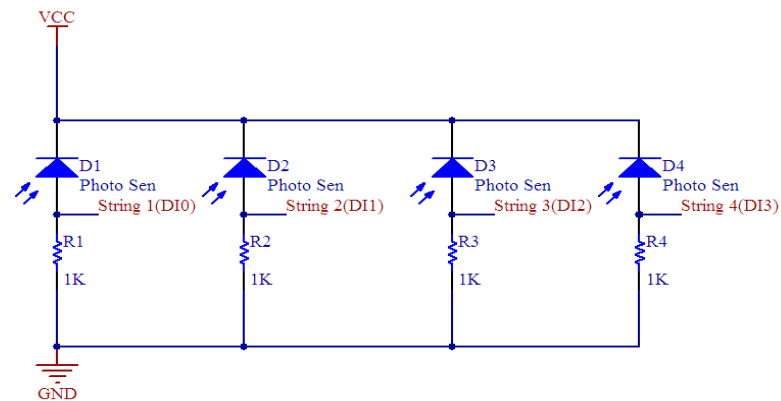 VCC
D1
Photo Sen
String 1(DI0)
R1
1K
D2
Photo Sen
String 2(DI1)
R2
1K
D3
Photo Sen
String 3(DI2)
R3
1K
D4
Photo Sen
String 4(DI3)
R4
1K
GND